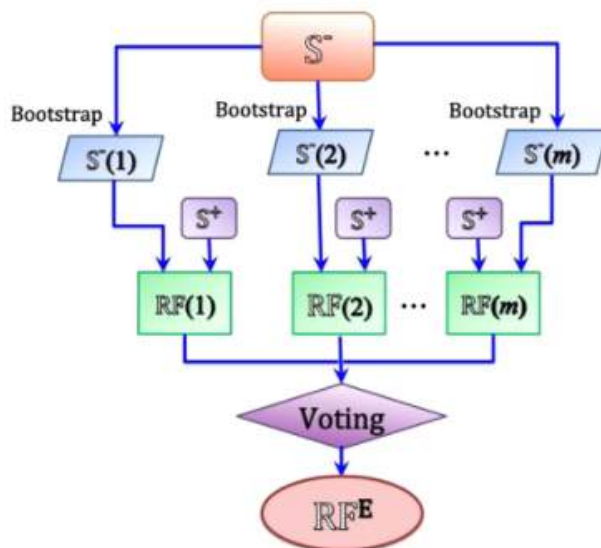 𝕊⁻
Bootstrap Bootstrap Bootstrap
𝕊⁻(1) 𝕊⁻(2) ... 𝕊⁻(m)
𝕊⁺ 𝕊⁺ 𝕊⁺
ℝ𝔽(1) ℝ𝔽(2) ... ℝ𝔽(m)
Voting
ℝ𝔽ᴱ